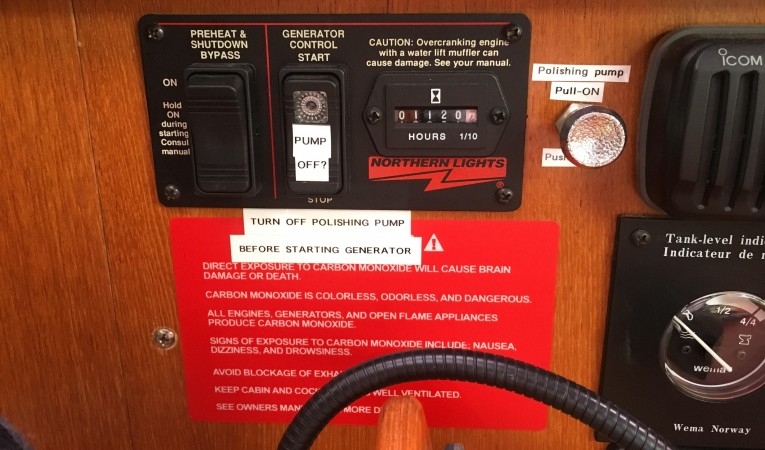 PREHEAT &
SHUTDOWN
BYPASS
ON
Hold
ON
during
starting
Consul
manual
GENERATOR
CONTROL
START
PUMP
OFF?
STOP
CAUTION: Overcranking engine
with a water lift muffler can
cause damage. See your manual.
01120
HOURS 1/10
NORTHERN LIGHTS
Polishing pump
Pull-ON
Pus
ICOM
TURN OFF POLISHING PUMP
BEFORE STARTING GENERATOR
DIRECT EXPOSURE TO CARBON MONOXIDE WILL CAUSE BRAIN
DAMAGE OR DEATH.
CARBON MONOXIDE IS COLORLESS, ODORLESS, AND DANGEROUS.
ALL ENGINES, GENERATORS, AND OPEN FLAME APPLIANCES
PRODUCE CARBON MONOXIDE.
SIGNS OF EXPOSURE TO CARBON MONOXIDE INCLUDE; NAUSEA,
DIZZINESS, AND DROWSINESS.
AVOID BLOCKAGE OF EXHA
KEEP CABIN AND COCK WELL VENTILATED.
SEE OWNERS MAN MORE D
Tank-level indi
Indicateur de n
1/2
4/4
wema
Wema Norway